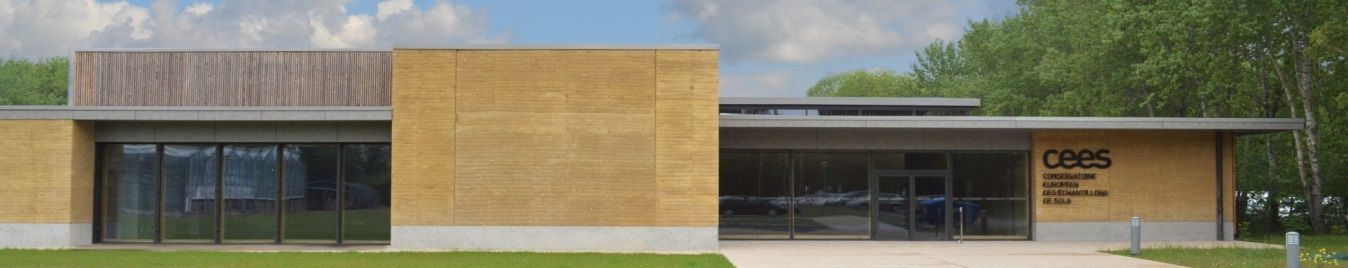 cees
CONSERVATOIRE
EUROPÉEN
DES ÉCHANTILLONS
DE SOLS